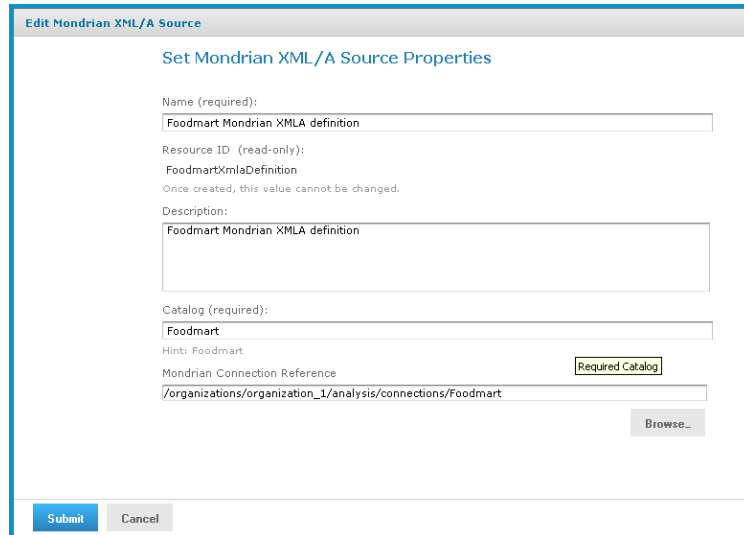 Edit Mondrian XML/A Source
Set Mondrian XML/A Source Properties
Name (required):
Foodmart Mondrian XMLA definition
Resource ID (read-only):
FoodmartXmlaDefinition
Once created, this value cannot be changed.
Description:
Foodmart Mondrian XMLA definition
Catalog (required):
Foodmart
Hint: Foodmart
Required Catalog
Mondrian Connection Reference
/organizations/organization_1/analysis/connections/Foodmart
Browse...
Submit Cancel